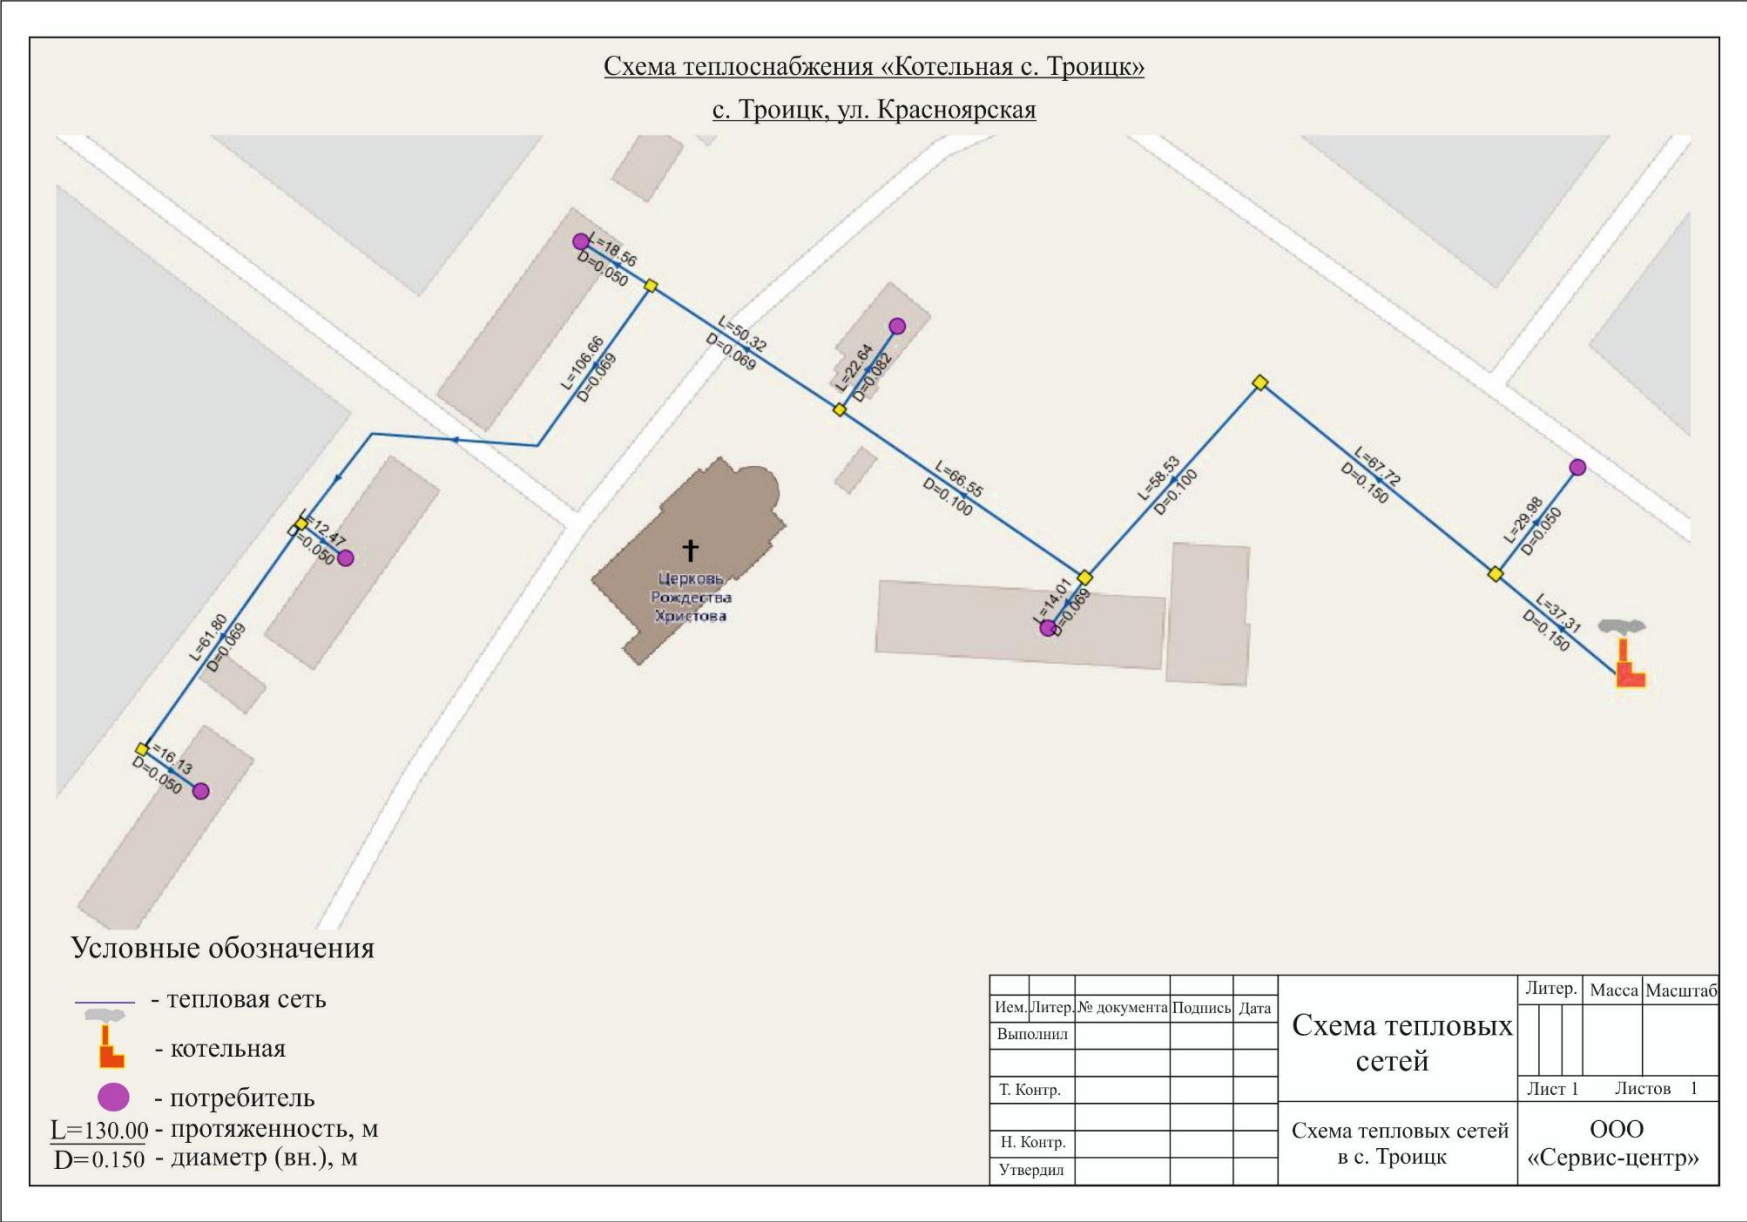 Схема теплоснабжения «Котельная с. Троицк»
с. Троицк, ул. Красноярская
L=18.56
D=0.050
L=50.32
D=0.069
L=106.66
D=0.069
L=22.64
D=0.082
L=66.55
D=0.100
L=58.53
D=0.100
L=67.72
D=0.150
L=29.98
D=0.050
L=37.31
D=0.150
L=14.01
D=0.069
L=12.47
D=0.050
L=61.80
D=0.069
L=16.13
D=0.050
Церковь
Рождества
Христова
Условные обозначения
- тепловая сеть
- котельная
- потребитель
L=130.00 - протяженность, м
D=0.150 - диаметр (вн.), м
Ием. Литер. № документа Подпись Дата
Выполнил
Т. Контр.
Н. Контр.
Утвердил
Схема тепловых
сетей
Схема тепловых сетей
в с. Троицк
Литер. Масса Масштаб
Лист 1 Листов 1
ООО
«Сервис-центр»